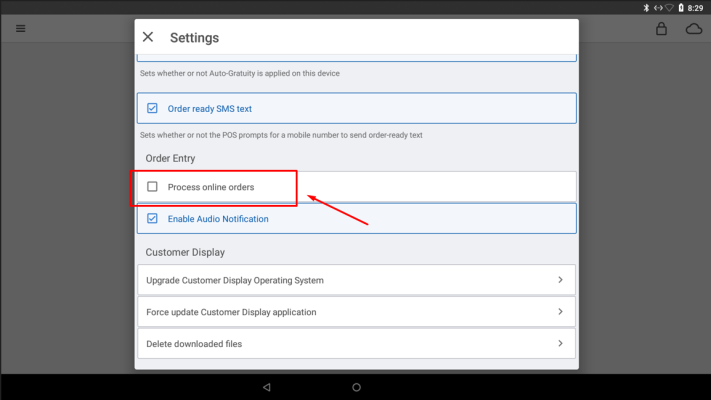 8:29
Settings
Sets whether or not Auto-Gratuity is applied on this device
Order ready SMS text
Sets whether or not the POS prompts for a mobile number to send order-ready text
Order Entry
Process online orders
Enable Audio Notification
Customer Display
Upgrade Customer Display Operating System
Force update Customer Display application
Delete downloaded files